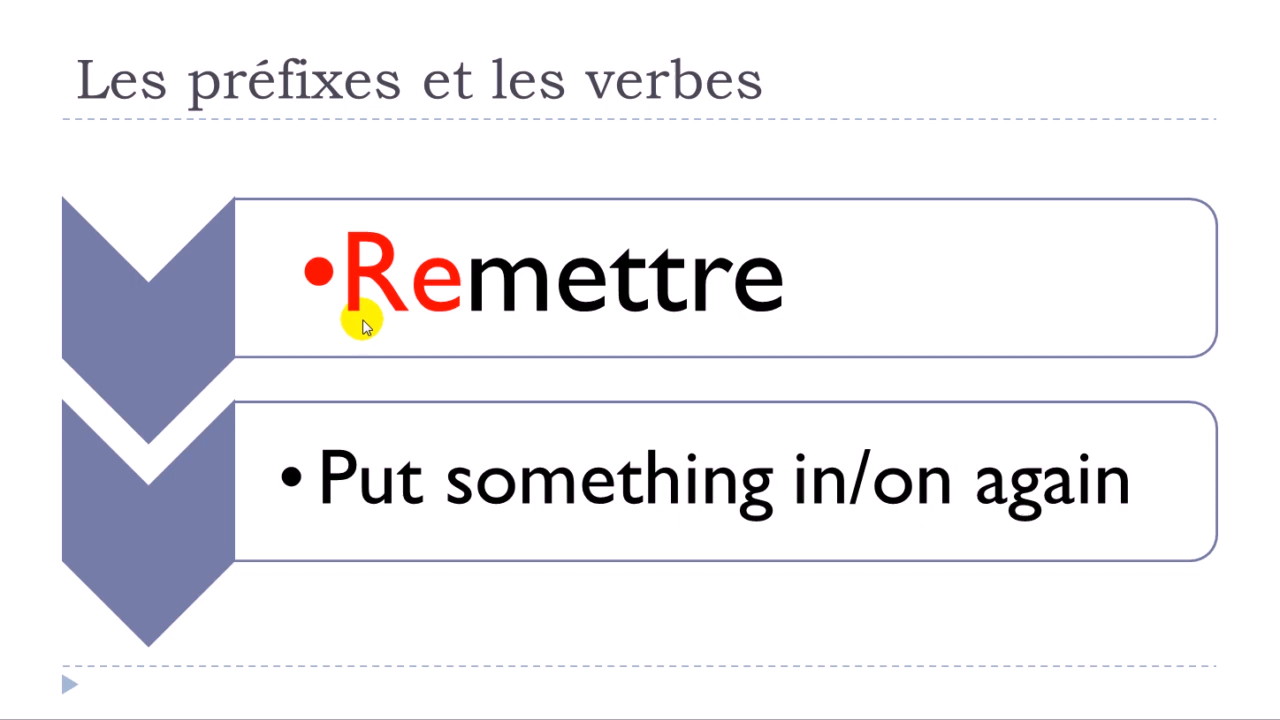 Les préfixes et les verbes
•Remettre
• Put something in/on again